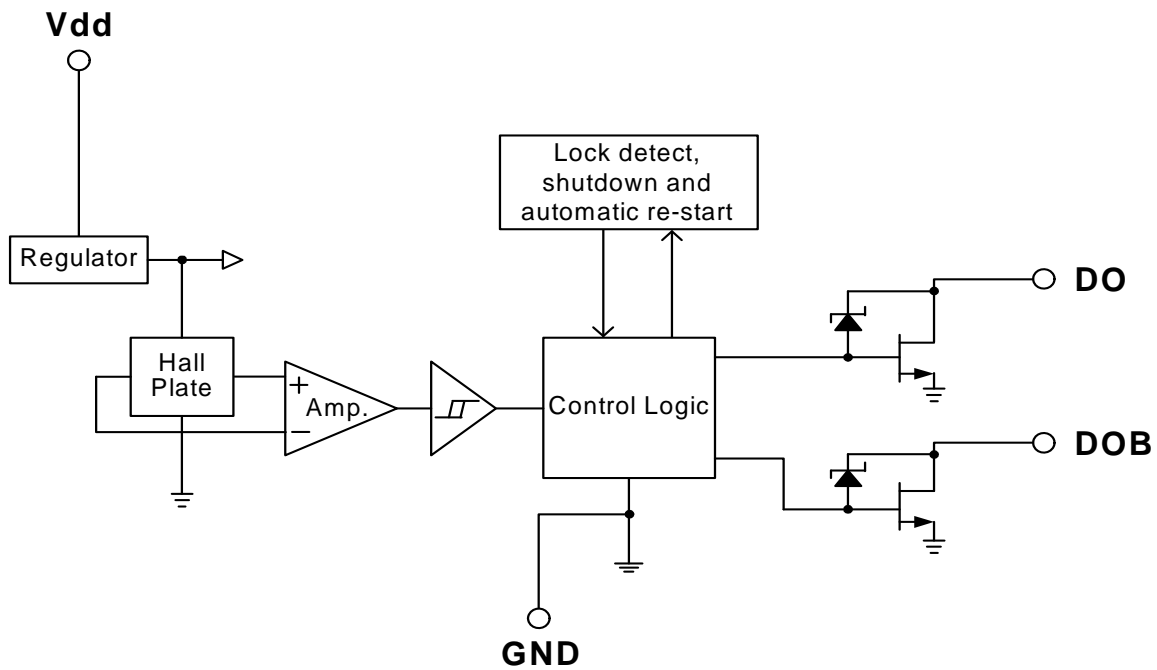 Vdd
Lock detect,
shutdown and
automatic re-start
Regulator
DO
Hall
Plate
+
Amp.
−
Control Logic
DOB
GND